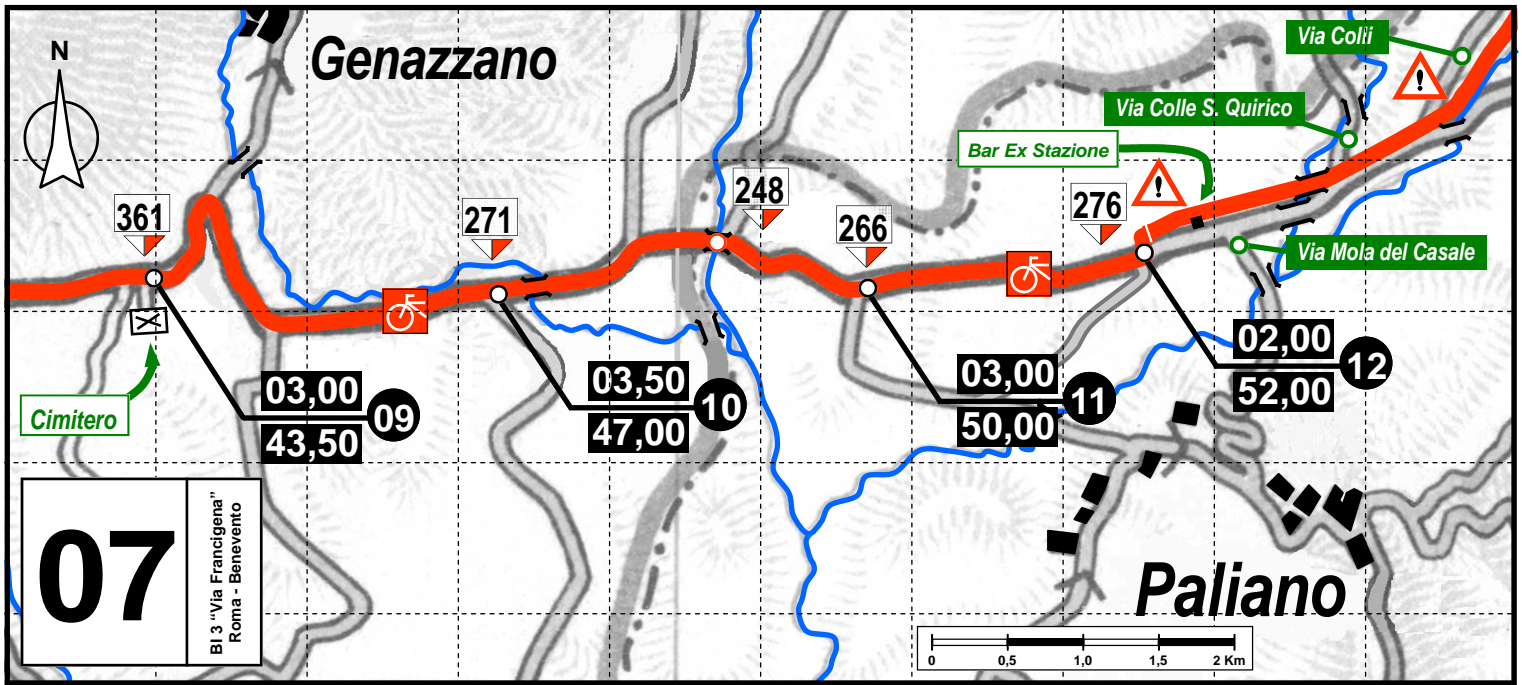 N
Genazzano
Via Colli
!
Via Colle S. Quirico
Bar Ex Stazione
!
361
271
248
266
276
Via Mola del Casale
Cimitero
03,00
09
43,50
03,50
10
47,00
03,00
11
50,00
02,00
12
52,00
07
BI 3 “Via Francigena”
Roma - Benevento
Paliano
0 0,5 1,0 1,5 2 Km